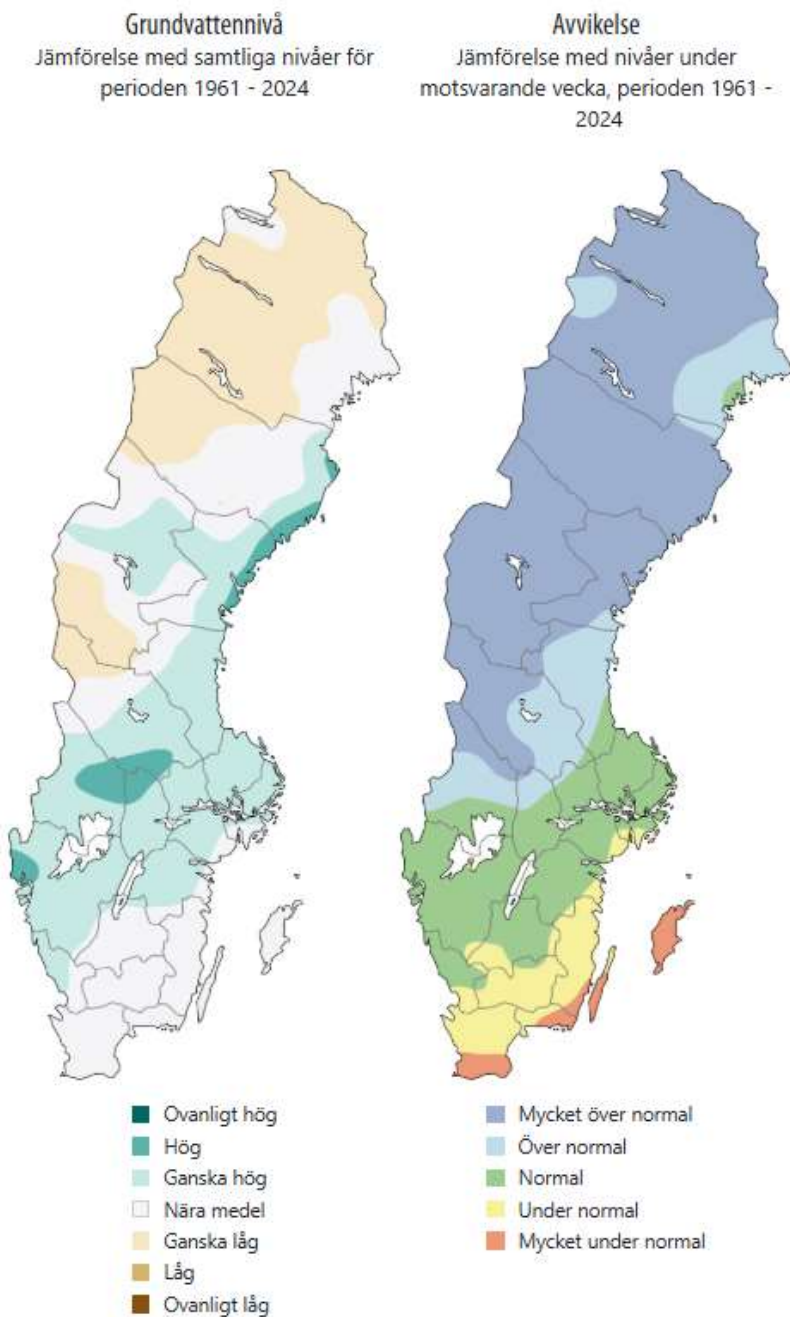 Grundvattennivå
Jämförelse med samtliga nivåer för
perioden 1961 - 2024
Avvikelse
Jämförelse med nivåer under
motsvarande vecka, perioden 1961 -
2024
Ovanligt hög
Hög
Ganska hög
Nära medel
Ganska låg
Låg
Ovanligt låg
Mycket över normal
Över normal
Normal
Under normal
Mycket under normal